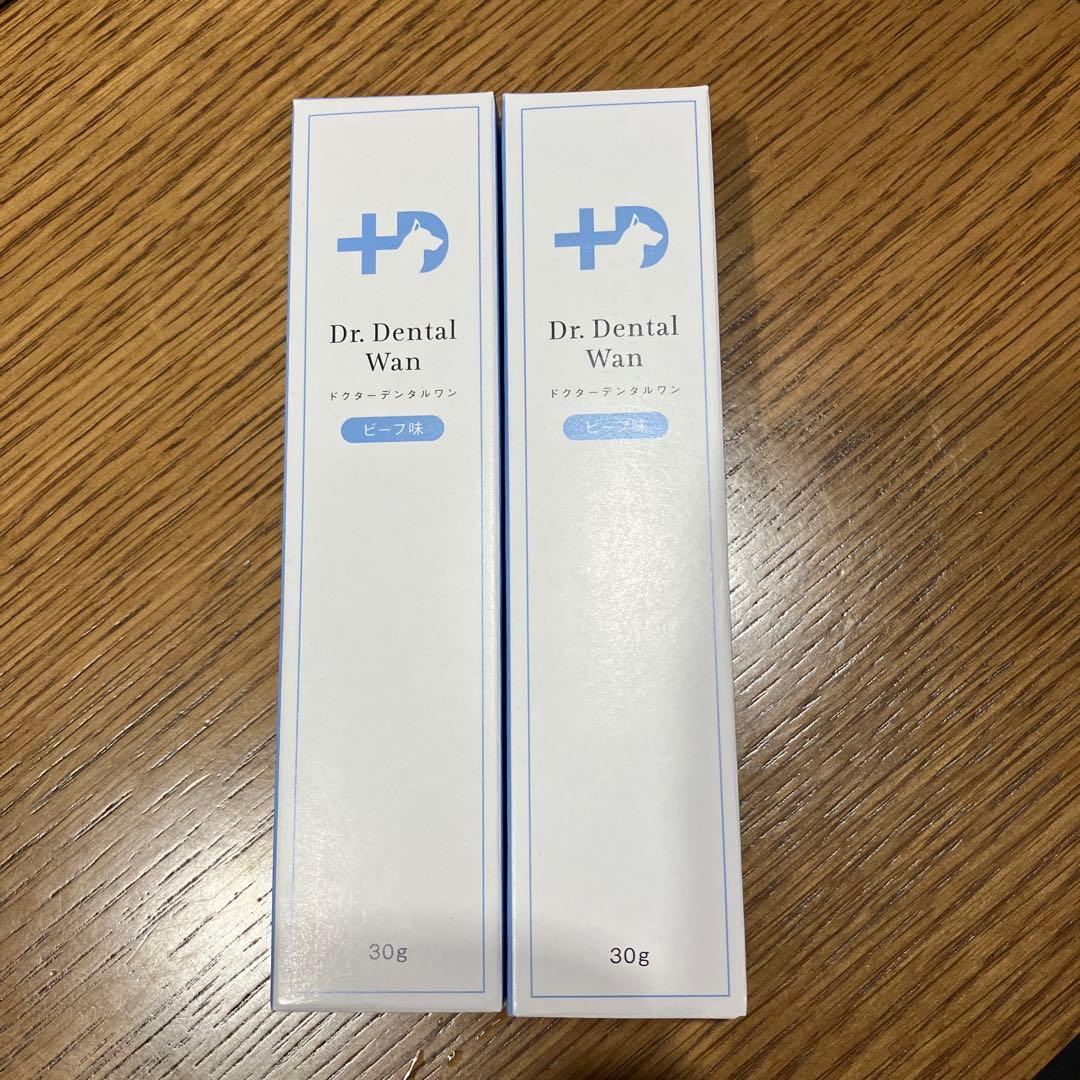 Dr. Dental
Wan
ドクターデンタルワン
ビーフ味
30g
Dr. Dental
Wan
ドクターデンタルワン
ビーフ味
30g